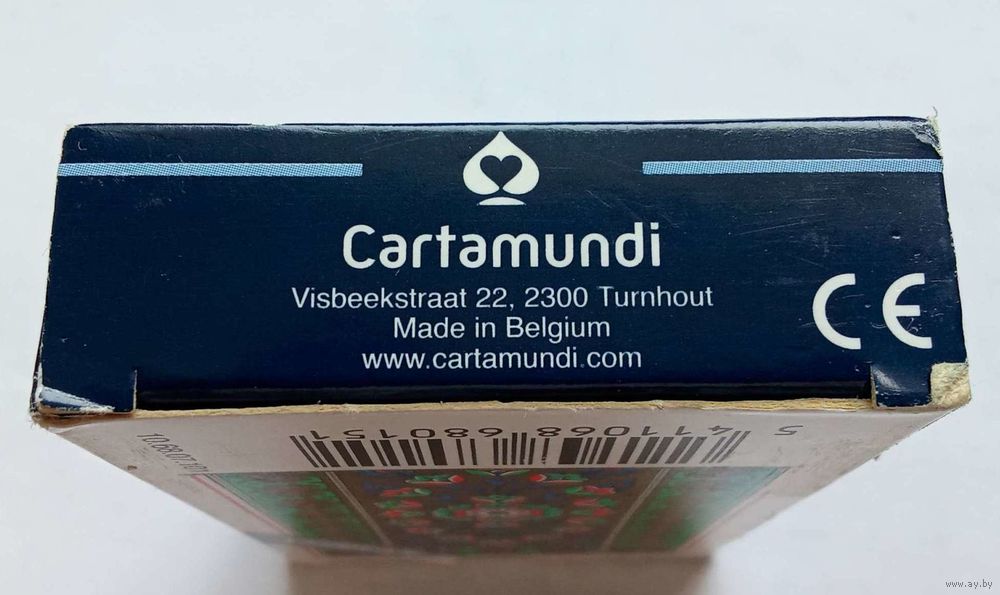 Cartamundi
Visbeekstraat 22, 2300 Turnhout
Made in Belgium
www.cartamundi.com
CE
5 411068 680151
www.ay.by